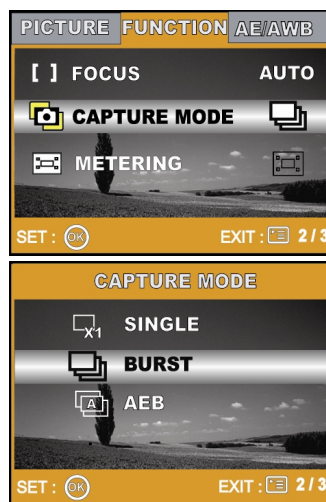 PICTURE FUNCTION AE/AWB
[ ] FOCUS AUTO
CAPTURE MODE
METERING
SET : OK EXIT : 2/3
CAPTURE MODE
X1 SINGLE
BURST
A AEB
SET : OK EXIT : 2/3